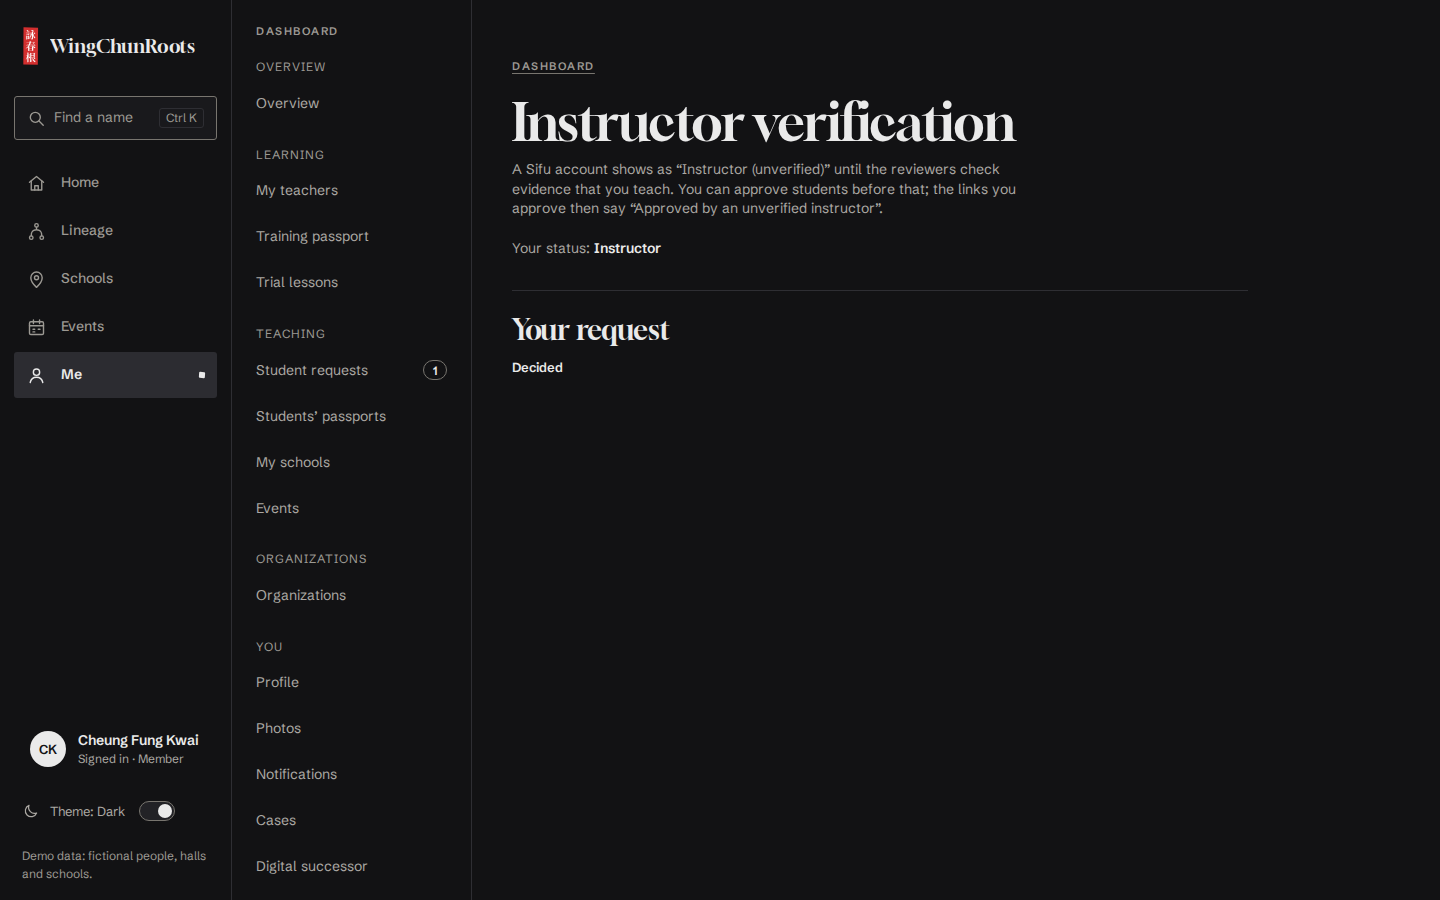 詠春根
WingChunRoots
Find a name
Ctrl K
Home
Lineage
Schools
Events
Me
Cheung Fung Kwai
CK
Signed in · Member
Theme: Dark
Demo data: fictional people, halls
and schools.
DASHBOARD
OVERVIEW
Overview
LEARNING
My teachers
Training passport
Trial lessons
TEACHING
Student requests
1
Students’ passports
My schools
Events
ORGANIZATIONS
Organizations
YOU
Profile
Photos
Notifications
Cases
Digital successor
DASHBOARD
Instructor verification
A Sifu account shows as “Instructor (unverified)” until the reviewers check
evidence that you teach. You can approve students before that; the links you
approve then say “Approved by an unverified instructor”.
Your status: Instructor
Your request
Decided